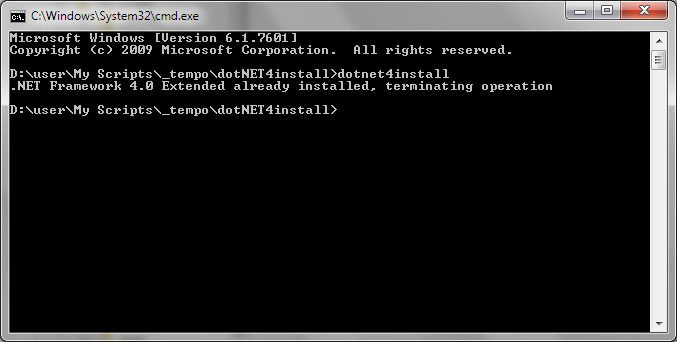 C:\Windows\System32\cmd.exe
Microsoft Windows [Version 6.1.7601]
Copyright (c) 2009 Microsoft Corporation.  All rights reserved.
D:\user\My Scripts\_tempo\dotNET4install>dotnet4install
.NET Framework 4.0 Extended already installed, terminating operation
D:\user\My Scripts\_tempo\dotNET4install>